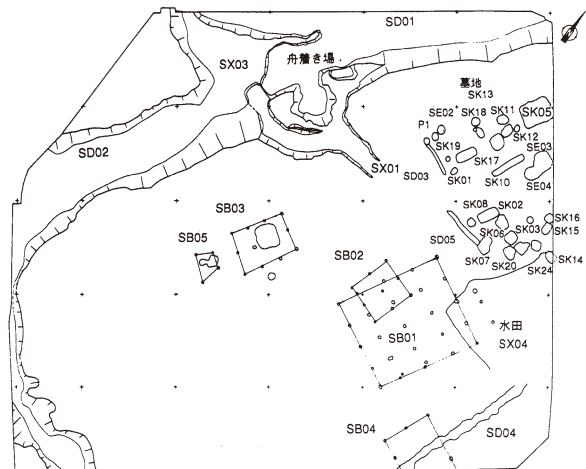 SD01
SX03
舟着き場
墓地
SK13
SE02
SK18
SK11
SK05
P1
SK12
SD02
SK19
SK17
SE03
SX01
SD03
SK01
SK10
SE04
SK08
SK02
SB03
SK16
SK03
SK15
SB05
SD05
SK06
SB02
SK07
SK20
SK14
SK24
水田
SB01
SX04
SB04
SD04